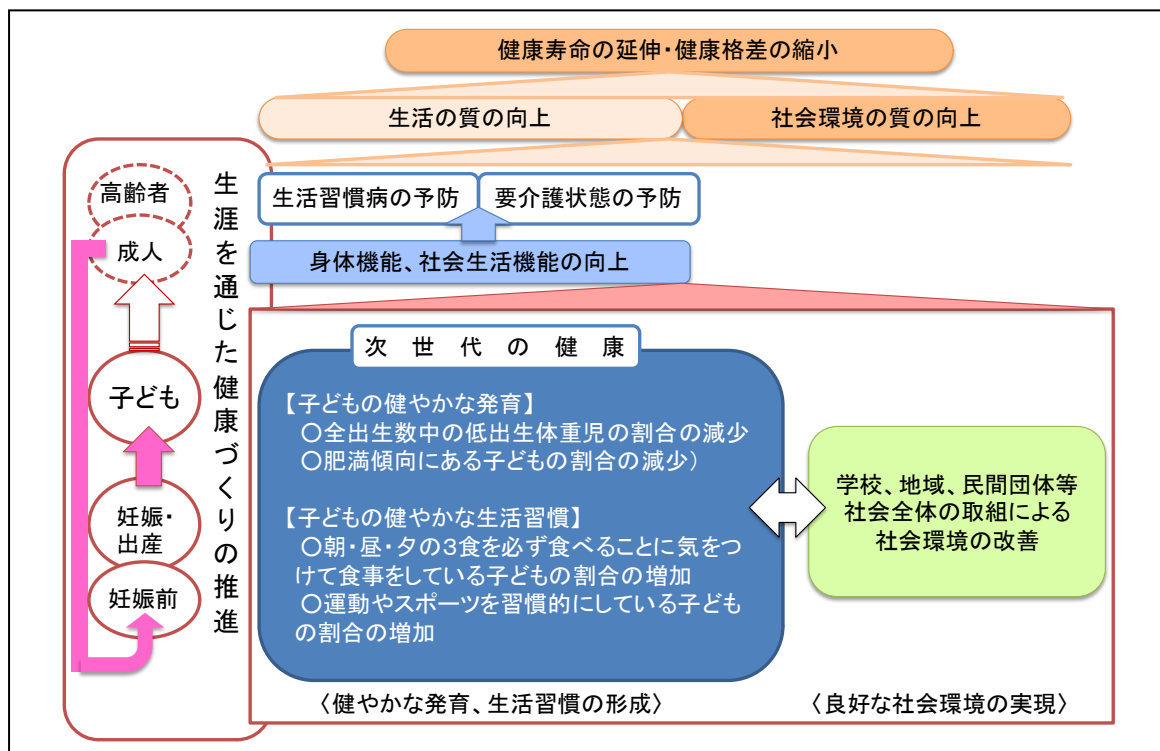 健康寿命の延伸・健康格差の縮小
生活の質の向上
社会環境の質の向上
生活習慣病の予防
要介護状態の予防
身体機能、社会生活機能の向上
生涯を通じた健康づくりの推進
高齢者
成人
子ども
妊娠・
出産
妊娠前
次世代の健康
【子どもの健やかな発育】
○全出生数中の低出生体重児の割合の減少
○肥満傾向にある子どもの割合の減少）
【子どもの健やかな生活習慣】
○朝・昼・夕の３食を必ず食べることに気をつ
けて食事をしている子どもの割合の増加
○運動やスポーツを習慣的にしている子ども
の割合の増加
学校、地域、民間団体等
社会全体の取組による
社会環境の改善
〈健やかな発育、生活習慣の形成〉
〈良好な社会環境の実現〉